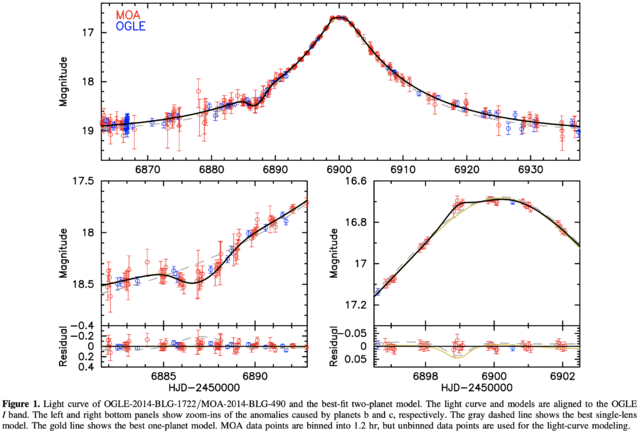 MOA
OGLE
17
18
19
Magnitude
6870 6880 6890 6900 6910 6920 6930
17.5
18
18.5
Magnitude
−0.4
−0.2
0
0.2
0.4
Residual
6885 6890
HJD−2450000
16.6
16.8
17
17.2
Magnitude
−0.05
0
0.05
Residual
6898 6900 6902
HJD−2450000
Figure 1. Light curve of OGLE-2014-BLG-1722/MOA-2014-BLG-490 and the best-fit two-planet model. The light curve and models are aligned to the OGLE
I band. The left and right bottom panels show zoom-ins of the anomalies caused by planets b and c, respectively. The gray dashed line shows the best single-lens
model. The gold line shows the best one-planet model. MOA data points are binned into 1.2 hr, but unbinned data points are used for the light-curve modeling.